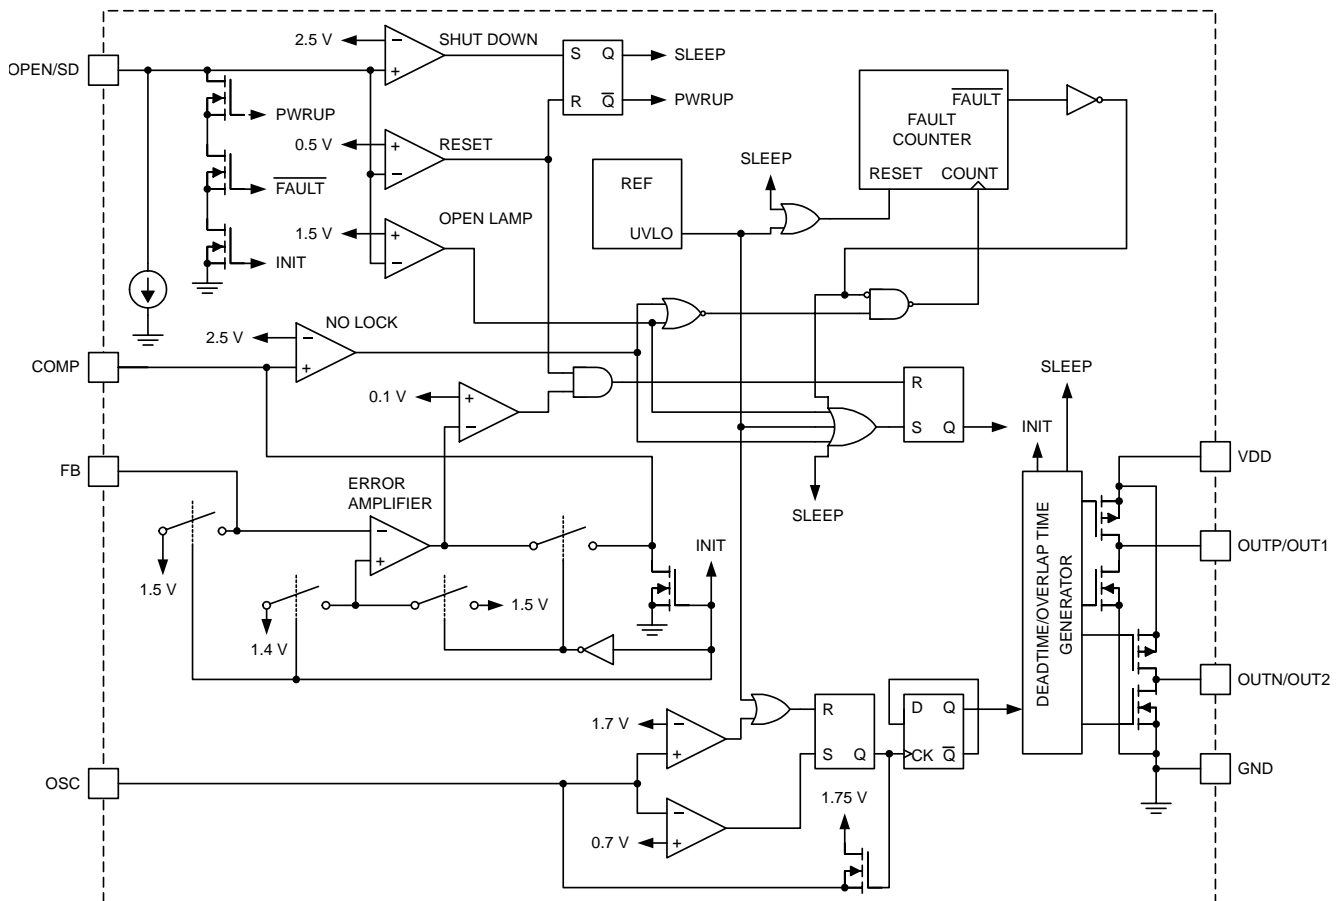 2.5 V
SHUT DOWN
OPEN/SD
S Q
SLEEP
R Q
PWRUP
PWRUP
0.5 V
RESET
FAULT
OPEN LAMP
1.5 V
INIT
REF
UVLO
SLEEP
FAULT
FAULT
COUNTER
RESET COUNT
NO LOCK
2.5 V
COMP
0.1 V
R
S Q
INIT
SLEEP
SLEEP
INIT
FB
ERROR
AMPLIFIER
1.5 V
1.4 V
1.5 V
INIT
DEADTIME/OVERLAP TIME
GENERATOR
VDD
OUTP/OUT1
OUTN/OUT2
GND
1.7 V
R
S Q
D Q
CK Q
OSC
0.7 V
1.75 V